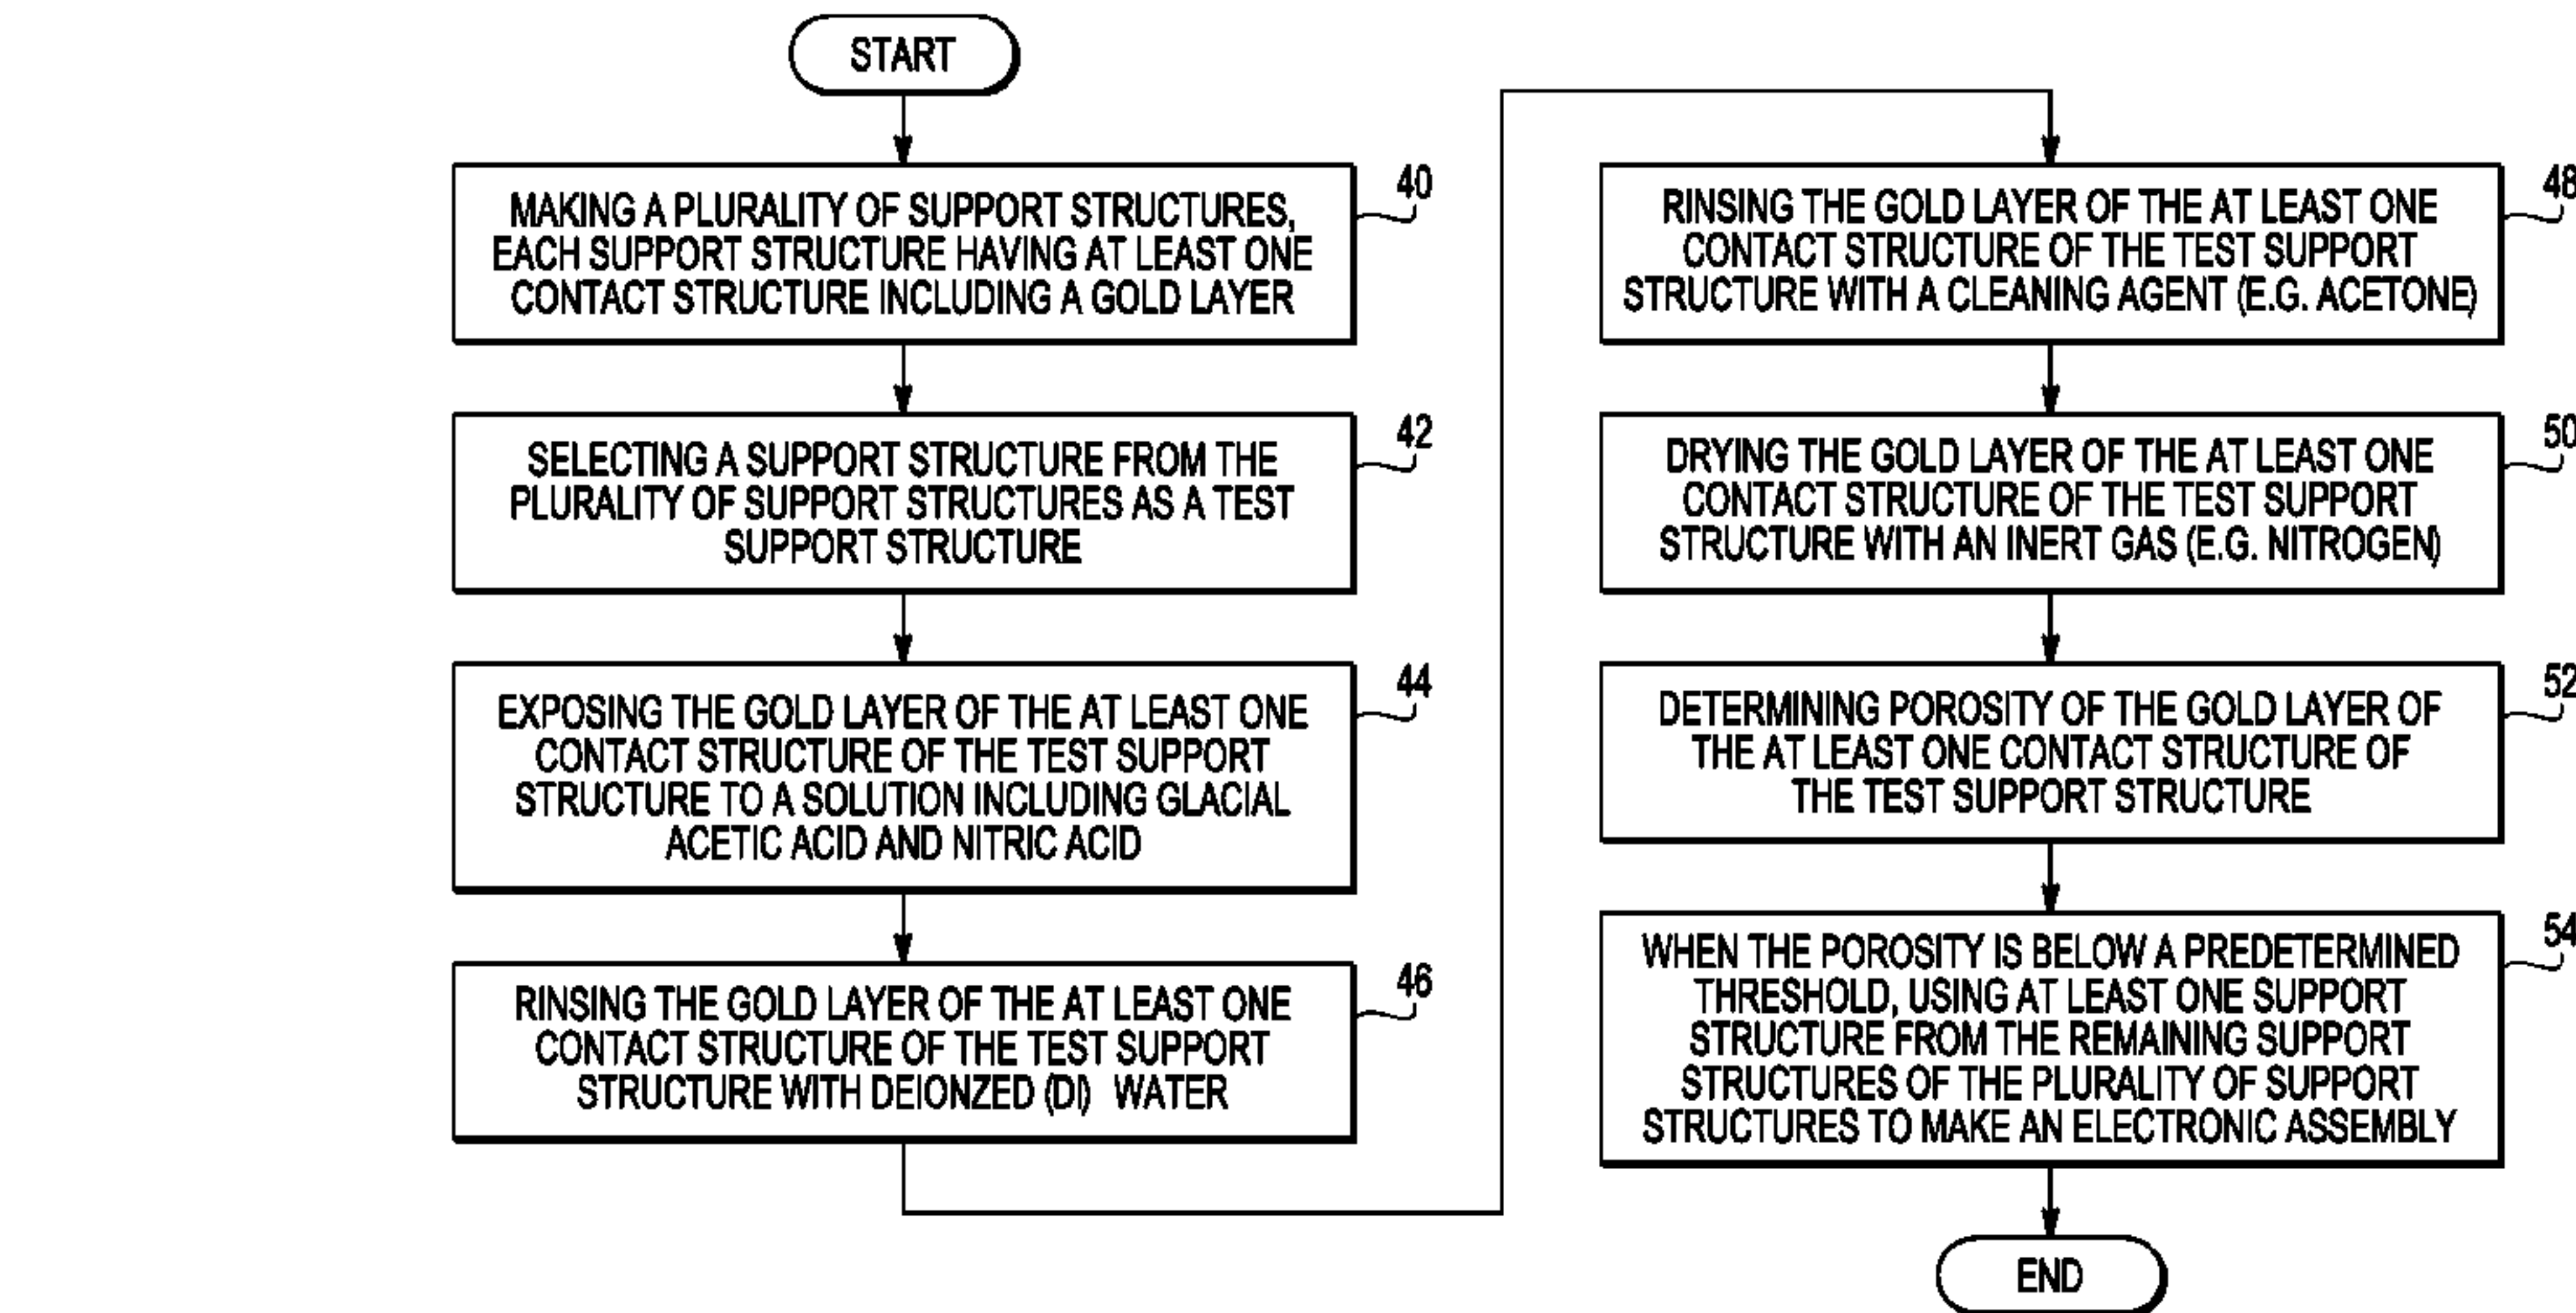 START
MAKING A PLURALITY OF SUPPORT STRUCTURES,
EACH SUPPORT STRUCTURE HAVING AT LEAST ONE
CONTACT STRUCTURE INCLUDING A GOLD LAYER
40
SELECTING A SUPPORT STRUCTURE FROM THE
PLURALITY OF SUPPORT STRUCTURES AS A TEST
SUPPORT STRUCTURE
42
EXPOSING THE GOLD LAYER OF THE AT LEAST ONE
CONTACT STRUCTURE OF THE TEST SUPPORT
STRUCTURE TO A SOLUTION INCLUDING GLACIAL
ACETIC ACID AND NITRIC ACID
44
RINSING THE GOLD LAYER OF THE AT LEAST ONE
CONTACT STRUCTURE OF THE TEST SUPPORT
STRUCTURE WITH DEIONZED (DI) WATER
46
RINSING THE GOLD LAYER OF THE AT LEAST ONE
CONTACT STRUCTURE OF THE TEST SUPPORT
STRUCTURE WITH A CLEANING AGENT (E.G. ACETONE)
48
DRYING THE GOLD LAYER OF THE AT LEAST ONE
CONTACT STRUCTURE OF THE TEST SUPPORT
STRUCTURE WITH AN INERT GAS (E.G. NITROGEN)
50
DETERMINING POROSITY OF THE GOLD LAYER OF
THE AT LEAST ONE CONTACT STRUCTURE OF
THE TEST SUPPORT STRUCTURE
52
WHEN THE POROSITY IS BELOW A PREDETERMINED
THRESHOLD, USING AT LEAST ONE SUPPORT
STRUCTURE FROM THE REMAINING SUPPORT
STRUCTURES OF THE PLURALITY OF SUPPORT
STRUCTURES TO MAKE AN ELECTRONIC ASSEMBLY
54
END